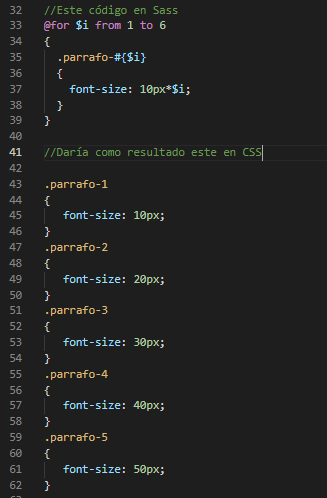 32 //Este código en Sass
33 @for $i from 1 to 6
34 {
35 .parrafo-#{$i}
36 {
37 font-size: 10px*$i;
38 }
39 }
40
41 //Daría como resultado este en CSS
42
43 .parrafo-1
44 {
45 font-size: 10px;
46 }
47 .parrafo-2
48 {
49 font-size: 20px;
50 }
51 .parrafo-3
52 {
53 font-size: 30px;
54 }
55 .parrafo-4
56 {
57 font-size: 40px;
58 }
59 .parrafo-5
60 {
61 font-size: 50px;
62 }